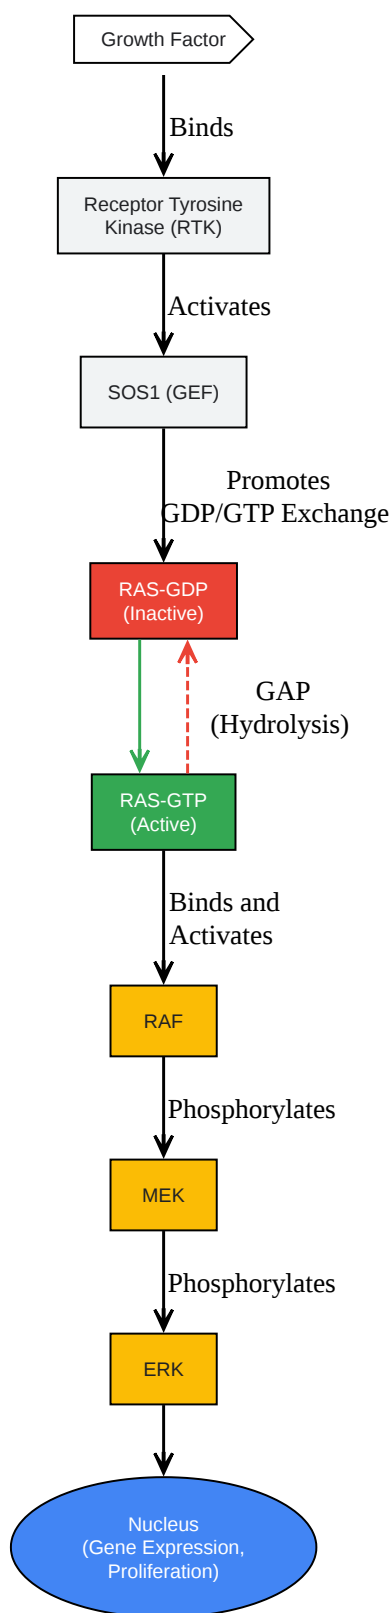 Growth Factor
Binds
Receptor Tyrosine
Kinase (RTK)
Activates
SOS1 (GEF)
Promotes
GDP/GTP Exchange
RAS-GDP
(Inactive)
GAP
(Hydrolysis)
RAS-GTP
(Active)
Binds and
Activates
RAF
Phosphorylates
MEK
Phosphorylates
ERK
Nucleus
(Gene Expression,
Proliferation)